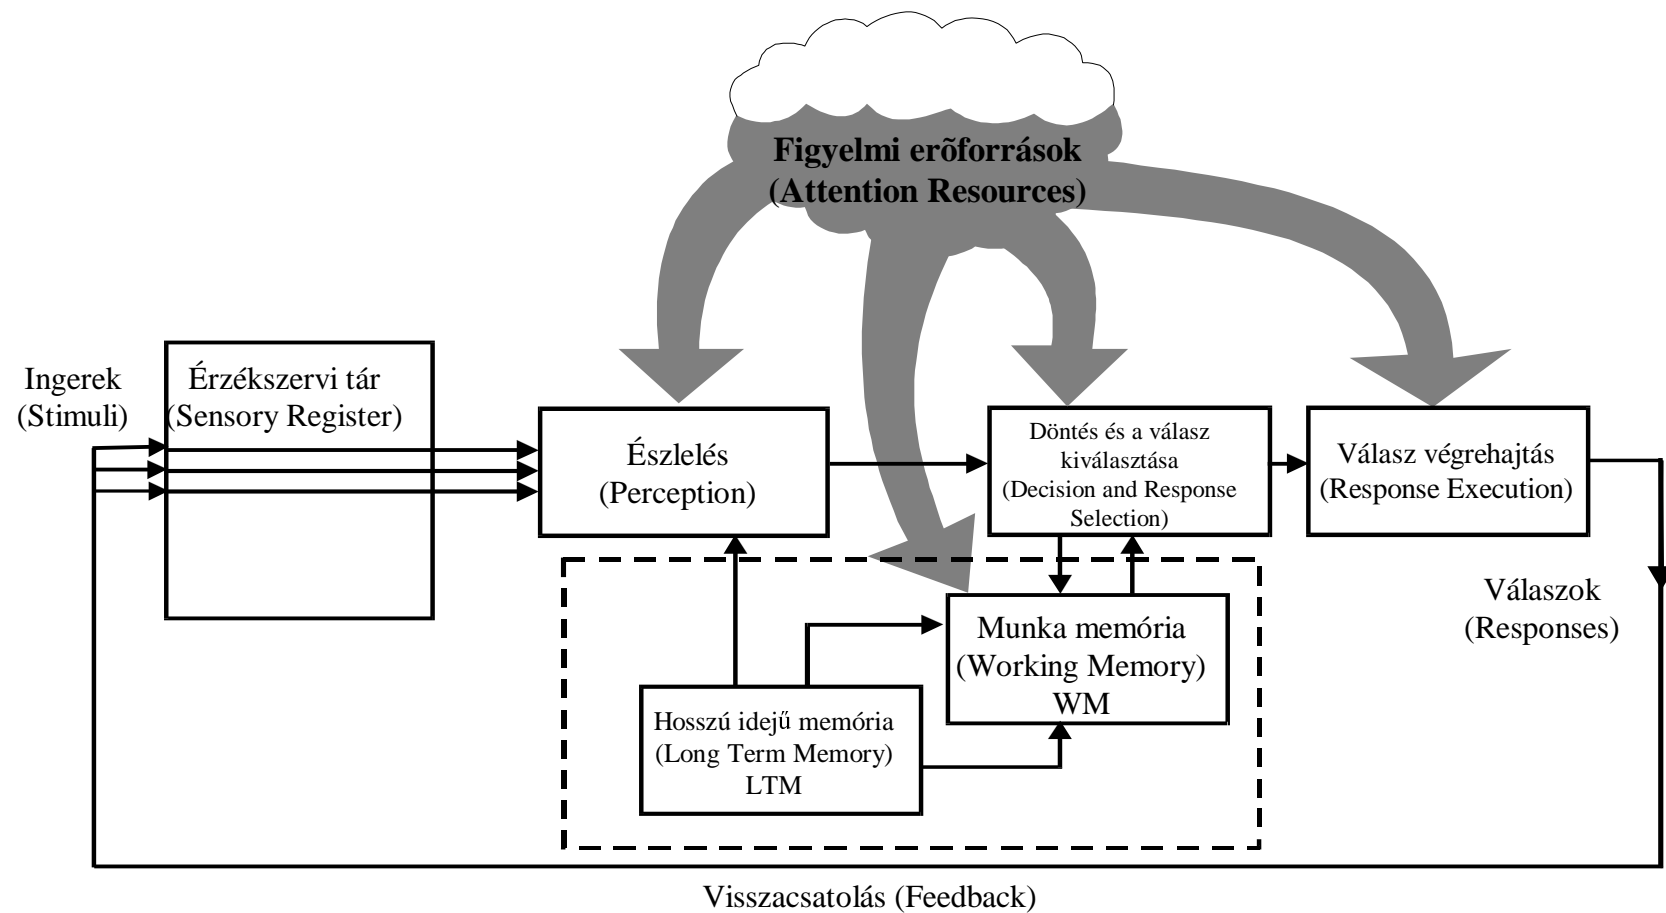 Figyelmi erõforrások
(Attention Resources)
Ingerek
(Stimuli)
Érzékszervi tár
(Sensory Register)
Észlelés
(Perception)
Döntés és a válasz
kiválasztása
(Decision and Response
Selection)
Válasz végrehajtás
(Response Execution)
Válaszok
(Responses)
Munka memória
(Working Memory)
WM
Hosszú idejű memória
(Long Term Memory)
LTM
Visszacsatolás (Feedback)